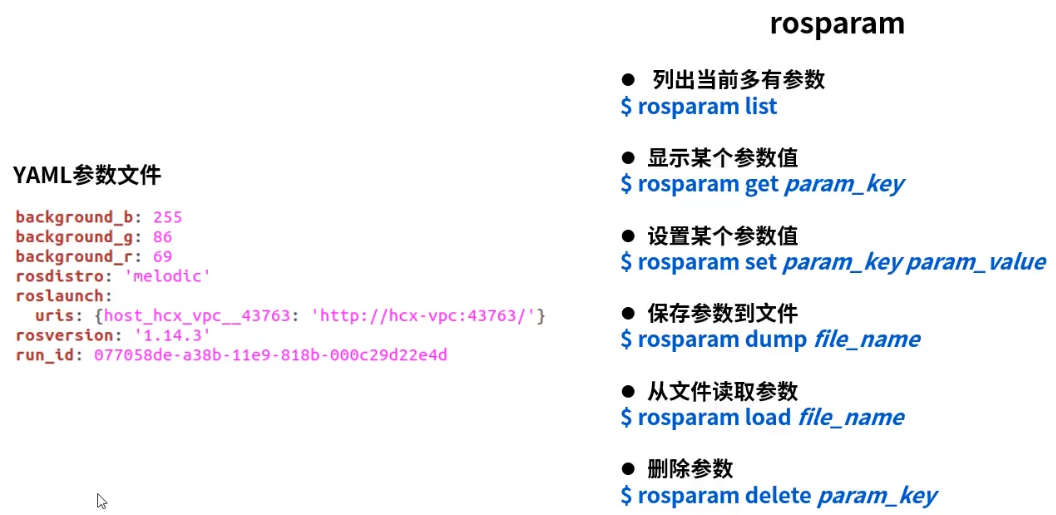 YAML参数文件
background_b: 255
background_g: 86
background_r: 69
rosdistro: 'melodic'
roslaunch:
  uris: {host_hcx_vpc__43763: 'http://hcx-vpc:43763/'}
rosversion: '1.14.3'
run_id: 077058de-a38b-11e9-818b-000c29d22e4d
rosparam
● 列出当前多有参数
$ rosparam list
● 显示某个参数值
$ rosparam get param_key
● 设置某个参数值
$ rosparam set param_key param_value
● 保存参数到文件
$ rosparam dump file_name
● 从文件读取参数
$ rosparam load file_name
● 删除参数
$ rosparam delete param_key